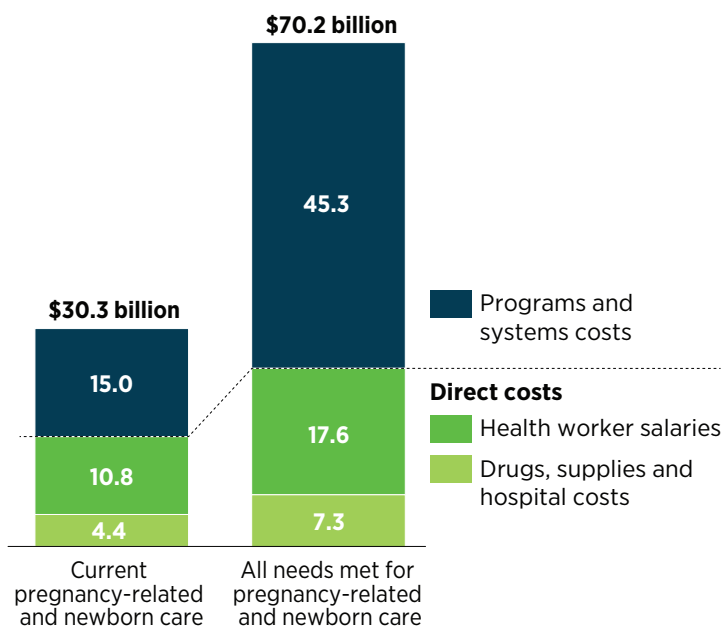 $70.2 billion
45.3
$30.3 billion
Programs and
systems costs
15.0
Direct costs
17.6
Health worker salaries
10.8
Drugs, supplies and
hospital costs
7.3
4.4
Current
pregnancy-related
and newborn care
All needs met for
pregnancy-related
and newborn care